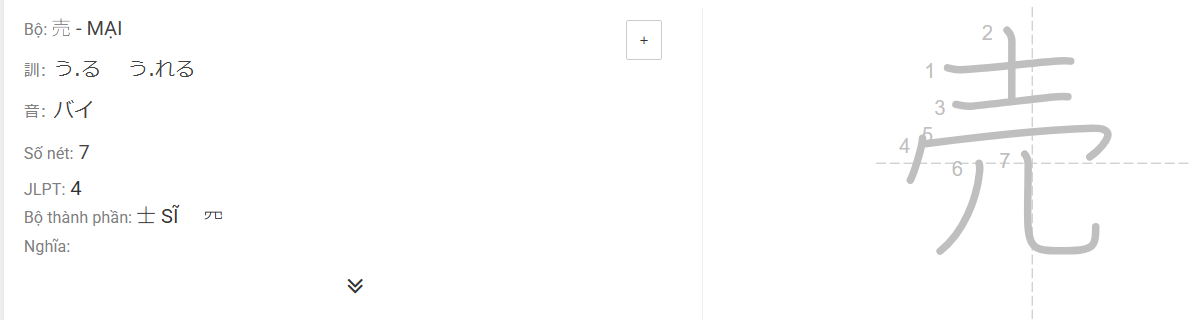 Bộ: 売 - MẠI
+
訓: う.る う.れる
音: バイ
Số nét: 7
JLPT: 4
Bộ thành phần: 士 SĨ
Nghĩa:
売
1
2
3
4
5
6
7